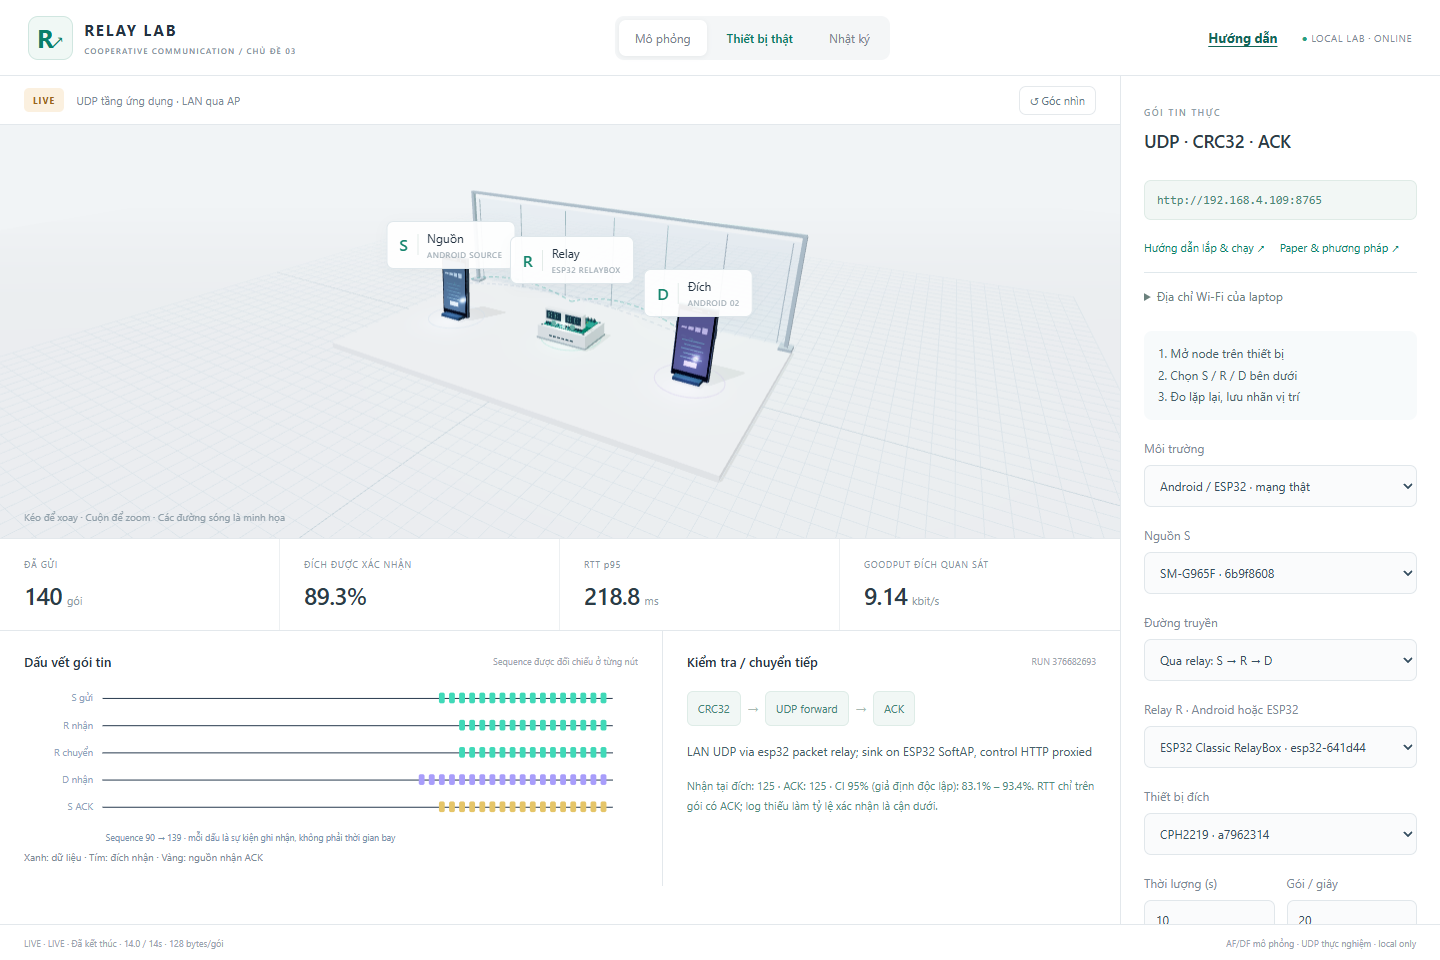 R↗ RELAY LAB
COOPERATIVE COMMUNICATION / CHỦ ĐỀ 03
Mô phỏng
Thiết bị thật
Nhật ký
Hướng dẫn
LOCAL LAB · ONLINE
LIVE
UDP tầng ứng dụng · LAN qua AP
↺ Góc nhìn
S
Nguồn
ANDROID SOURCE
R
Relay
ESP32 RELAYBOX
D
Đích
ANDROID 02
Kéo để xoay · Cuộn để zoom · Các đường sóng là minh họa
ĐÃ GỬI
140 gói
ĐÍCH ĐƯỢC XÁC NHẬN
89.3%
RTT p95
218.8 ms
GOODPUT ĐÍCH QUAN SÁT
9.14 kbit/s
Dấu vết gói tin
Sequence được đối chiếu ở từng nút
S gửi
R nhận
R chuyển
D nhận
S ACK
Sequence 90 → 139 · mỗi dấu là sự kiện ghi nhận, không phải thời gian bay
Xanh: dữ liệu · Tím: đích nhận · Vàng: nguồn nhận ACK
Kiểm tra / chuyển tiếp
RUN 376682693
CRC32 → UDP forward → ACK
LAN UDP via esp32 packet relay; sink on ESP32 SoftAP, control HTTP proxied
Nhận tại đích: 125 · ACK: 125 · CI 95% (giả định độc lập): 83.1% – 93.4%. RTT chỉ trên
gói có ACK; log thiếu làm tỷ lệ xác nhận là cận dưới.
GÓI TIN THỰC
UDP · CRC32 · ACK
http://192.168.4.109:8765
Hướng dẫn lắp & chạy ↗
Paper & phương pháp ↗
▶ Địa chỉ Wi-Fi của laptop
1. Mở node trên thiết bị
2. Chọn S / R / D bên dưới
3. Đo lặp lại, lưu nhãn vị trí
Môi trường
Android / ESP32 · mạng thật
Nguồn S
SM-G965F · 6b9f8608
Đường truyền
Qua relay: S → R → D
Relay R · Android hoặc ESP32
ESP32 Classic RelayBox · esp32-641d44
Thiết bị đích
CPH2219 · a7962314
Thời lượng (s)
Gói / giây
10
20
LIVE · LIVE · Đã kết thúc · 14.0 / 14s · 128 bytes/gói
AF/DF mô phỏng · UDP thực nghiệm · local only